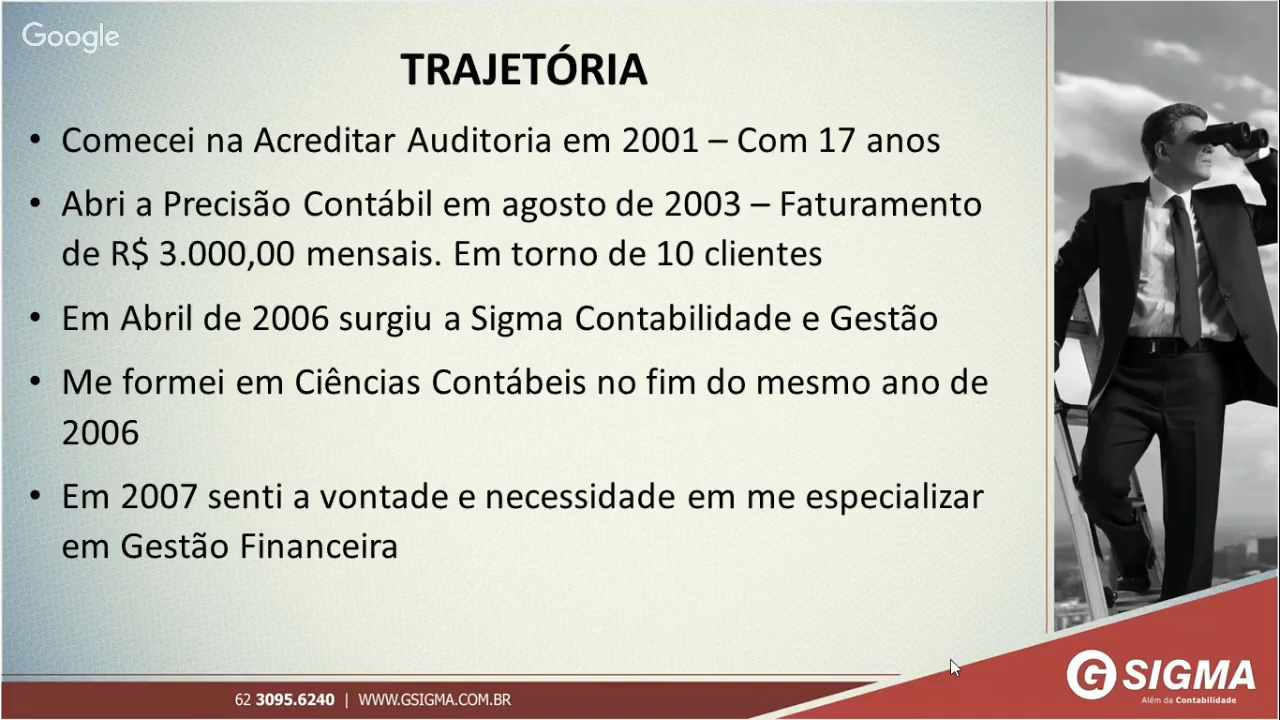 Google
TRAJETÓRIA
• Comecei na Acreditar Auditoria em 2001 – Com 17 anos
• Abri a Precisão Contábil em agosto de 2003 – Faturamento
de R$ 3.000,00 mensais. Em torno de 10 clientes
• Em Abril de 2006 surgiu a Sigma Contabilidade e Gestão
• Me formei em Ciências Contábeis no fim do mesmo ano de
2006
• Em 2007 senti a vontade e necessidade em me especializar
em Gestão Financeira
62 3095.6240 | WWW.GSIGMA.COM.BR
G SIGMA
Além da Contabilidade